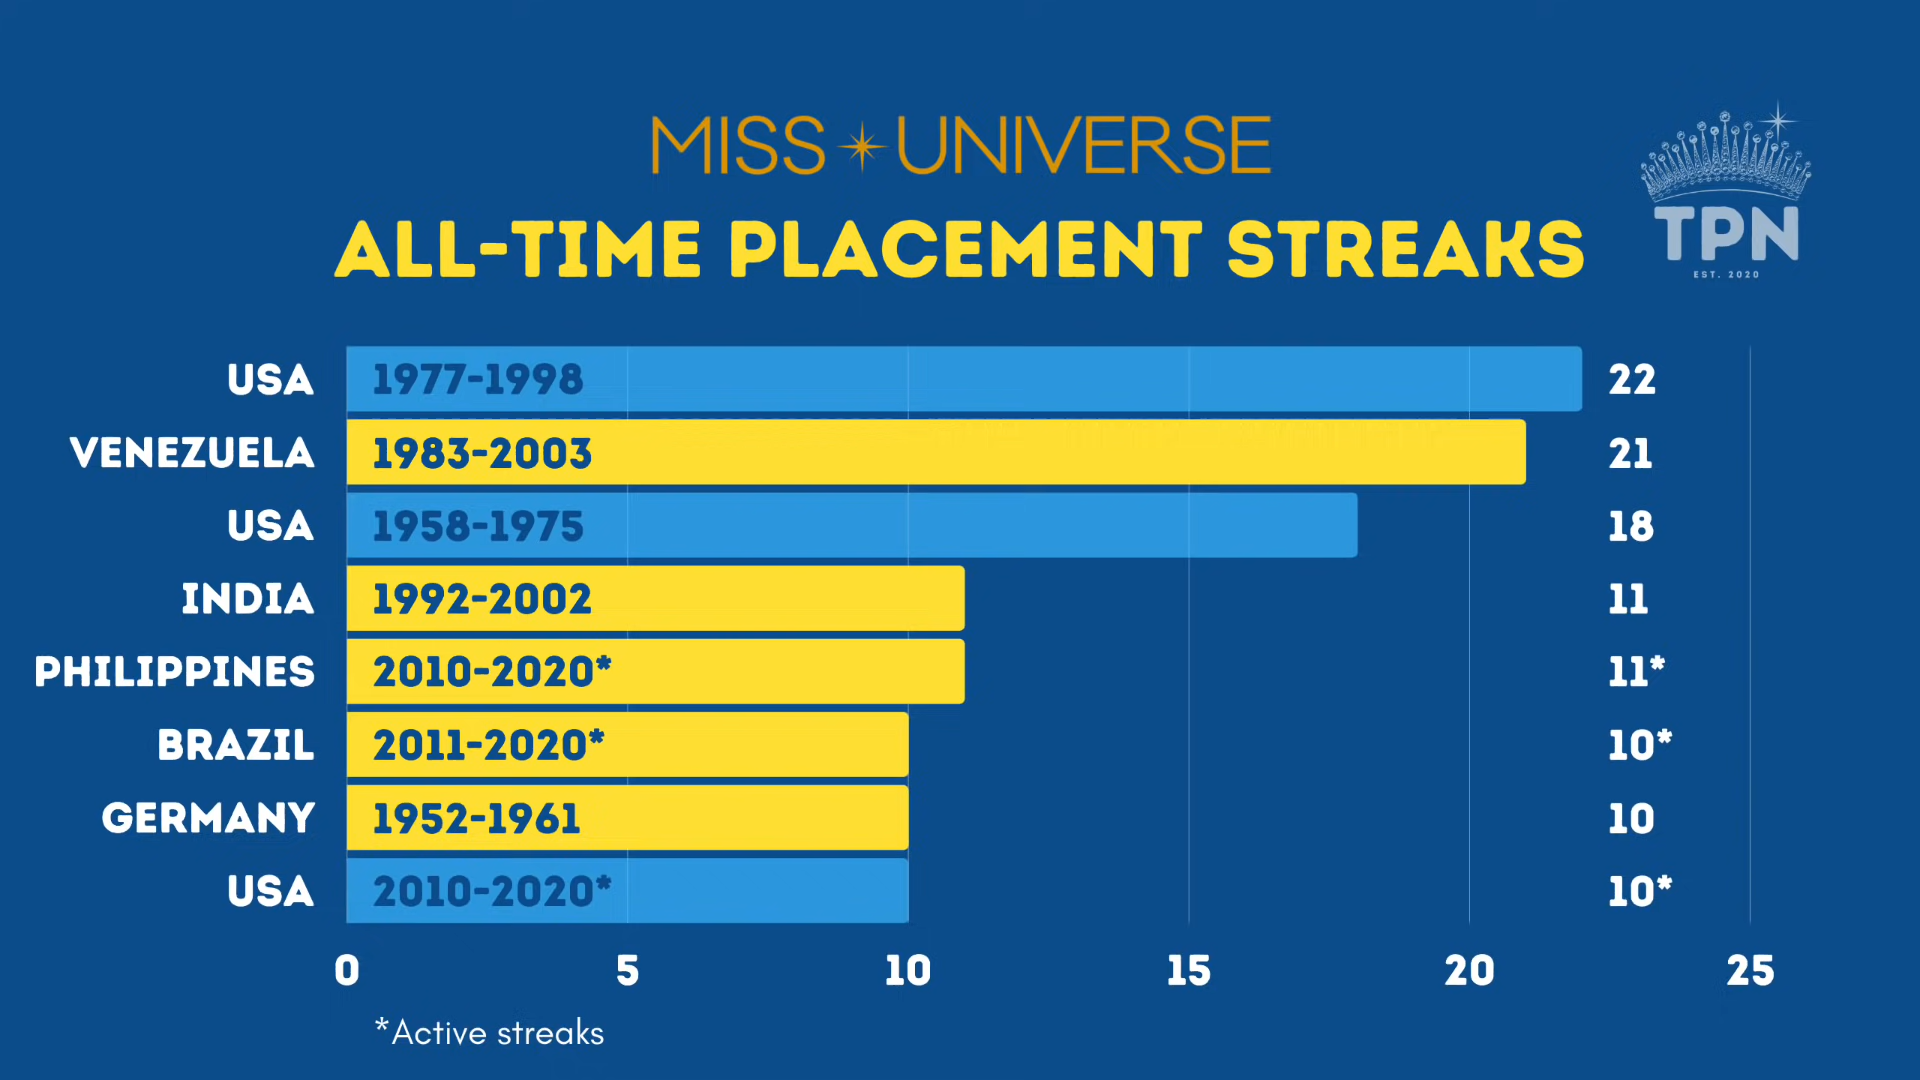 MISS UNIVERSE
ALL-TIME PLACEMENT STREAKS
TPN
EST. 2020
USA 1977-1998 22
VENEZUELA 1983-2003 21
USA 1958-1975 18
INDIA 1992-2002 11
PHILIPPINES 2010-2020* 11*
BRAZIL 2011-2020* 10*
GERMANY 1952-1961 10
USA 2010-2020* 10*
0 5 10 15 20 25
*Active streaks